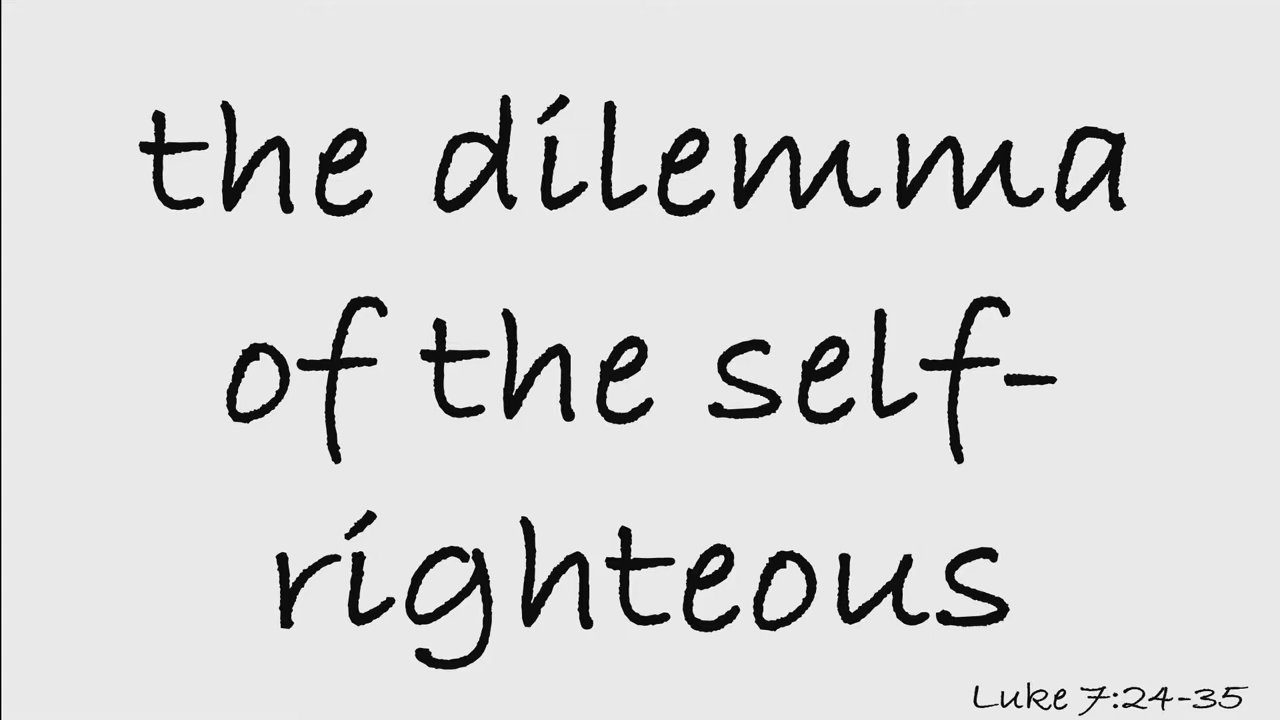 the dilemma
of the self-
righteous
Luke 7:24-35